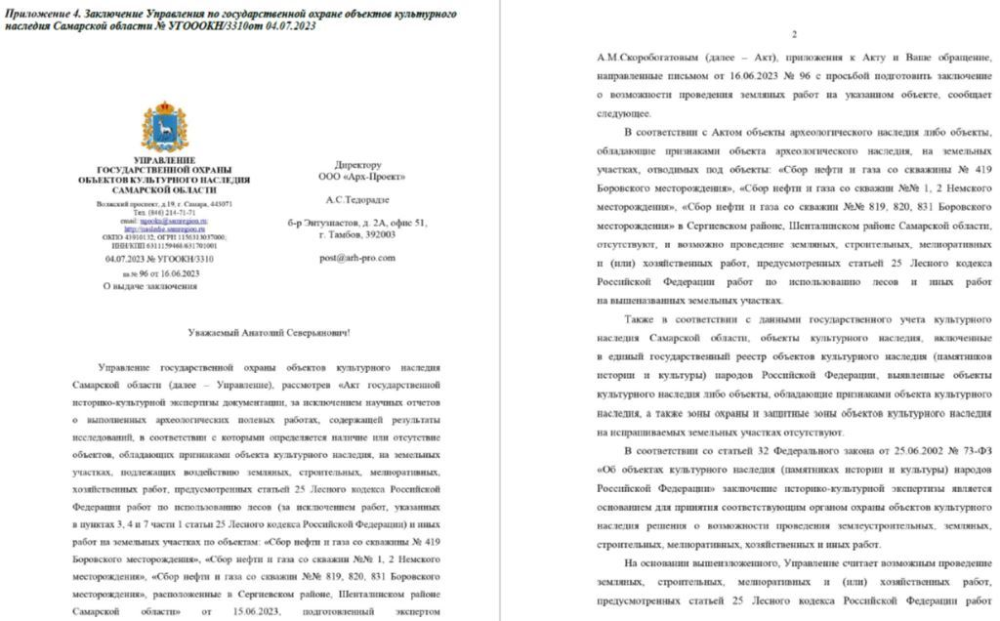 Приложение 4. Заключение Управления по государственной охране объектов культурного
наследия Самарской области № УГОООКН/3310от 04.07.2023
УПРАВЛЕНИЕ
ГОСУДАРСТВЕННОЙ ОХРАНЫ
ОБЪЕКТОВ КУЛЬТУРНОГО НАСЛЕДИЯ
САМАРСКОЙ ОБЛАСТИ
Волжский проспект, д.19, г. Самара, 443071
Тел. (846) 214-71-71
email: ugookn@samregion.ru;
http://nasledie.samregion.ru
ОКПО 43910132; ОГРН 1156313037000;
ИНН/КПП 6311159468/631701001
04.07.2023 № УГООКН/3310
на № 96 от 16.06.2023
О выдаче заключения
Директору
ООО «Арх-Проект»
А.С.Тедорадзе
б-р Энтузиастов, д. 2А, офис 51,
г. Тамбов, 392003
post@arh-pro.com
Уважаемый Анатолий Северьянович!
Управление государственной охраны объектов культурного наследия
Самарской области (далее – Управление), рассмотрев «Акт государственной
историко-культурной экспертизы документации, за исключением научных отчетов
о выполненных археологических полевых работах, содержащей результаты
исследований, в соответствии с которыми определяется наличие или отсутствие
объектов, обладающих признаками объекта культурного наследия, на земельных
участках, подлежащих воздействию земляных, строительных, мелиоративных,
хозяйственных работ, предусмотренных статьей 25 Лесного кодекса Российской
Федерации работ по использованию лесов (за исключением работ, указанных
в пунктах 3, 4 и 7 части 1 статьи 25 Лесного кодекса Российской Федерации) и иных
работ на земельных участках по объектам: «Сбор нефти и газа со скважины № 419
Боровского месторождения», «Сбор нефти и газа со скважин №№ 1, 2 Немского
месторождения», «Сбор нефти и газа со скважин №№ 819, 820, 831 Боровского
месторождения», расположенные в Сергиевском районе, Шенталинском районе
Самарской области» от 15.06.2023, подготовленный экспертом
2
А.М.Скоробогатовым (далее – Акт), приложения к Акту и Ваше обращение,
направленные письмом от 16.06.2023 № 96 с просьбой подготовить заключение
о возможности проведения земляных работ на указанном объекте, сообщает
следующее.
В соответствии с Актом объекты археологического наследия либо объекты,
обладающие признаками объекта археологического наследия, на земельных
участках, отводимых под объекты: «Сбор нефти и газа со скважины № 419
Боровского месторождения», «Сбор нефти и газа со скважин №№ 1, 2 Немского
месторождения», «Сбор нефти и газа со скважин №№ 819, 820, 831 Боровского
месторождения» в Сергиевском районе, Шенталинском районе Самарской области,
отсутствуют, и возможно проведение земляных, строительных, мелиоративных
и (или) хозяйственных работ, предусмотренных статьей 25 Лесного кодекса
Российской Федерации работ по использованию лесов и иных работ
на вышеназванных земельных участках.
Также в соответствии с данными государственного учета культурного
наследия Самарской области, объекты культурного наследия, включенные
в единый государственный реестр объектов культурного наследия (памятников
истории и культуры) народов Российской Федерации, выявленные объекты
культурного наследия либо объекты, обладающие признаками объекта культурного
наследия, а также зоны охраны и защитные зоны объектов культурного наследия
на испрашиваемых земельных участках отсутствуют.
В соответствии со статьей 32 Федерального закона от 25.06.2002 № 73-ФЗ
«Об объектах культурного наследия (памятниках истории и культуры) народов
Российской Федерации» заключение историко-культурной экспертизы является
основанием для принятия соответствующим органом охраны объектов культурного
наследия решения о возможности проведения землеустроительных, земляных,
строительных, мелиоративных, хозяйственных и иных работ.
На основании вышеизложенного, Управление считает возможным проведение
земляных, строительных, мелиоративных и (или) хозяйственных работ,
предусмотренных статьей 25 Лесного кодекса Российской Федерации работ